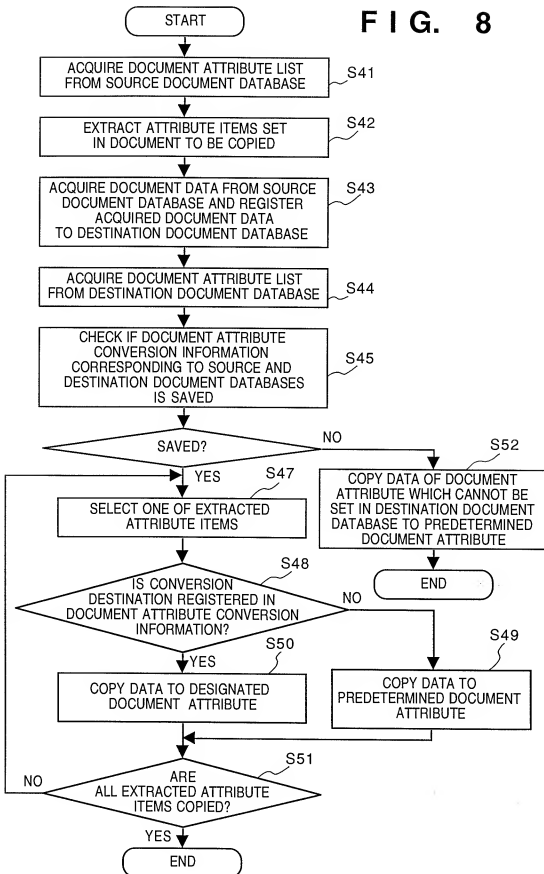 F I G. 8
START
ACQUIRE DOCUMENT ATTRIBUTE LIST
FROM SOURCE DOCUMENT DATABASE
S41
EXTRACT ATTRIBUTE ITEMS SET
IN DOCUMENT TO BE COPIED
S42
ACQUIRE DOCUMENT DATA FROM SOURCE
DOCUMENT DATABASE AND REGISTER
ACQUIRED DOCUMENT DATA
TO DESTINATION DOCUMENT DATABASE
S43
ACQUIRE DOCUMENT ATTRIBUTE LIST
FROM DESTINATION DOCUMENT DATABASE
S44
CHECK IF DOCUMENT ATTRIBUTE
CONVERSION INFORMATION
CORRESPONDING TO SOURCE AND
DESTINATION DOCUMENT DATABASES
IS SAVED
S45
SAVED?
NO
YES
S52
COPY DATA OF DOCUMENT
ATTRIBUTE WHICH CANNOT BE
SET IN DESTINATION DOCUMENT
DATABASE TO PREDETERMINED
DOCUMENT ATTRIBUTE
END
S47
SELECT ONE OF EXTRACTED
ATTRIBUTE ITEMS
S48
IS CONVERSION
DESTINATION REGISTERED IN
DOCUMENT ATTRIBUTE CONVERSION
INFORMATION?
NO
YES
S50
COPY DATA TO DESIGNATED
DOCUMENT ATTRIBUTE
S49
COPY DATA TO
PREDETERMINED DOCUMENT
ATTRIBUTE
S51
ARE
ALL EXTRACTED ATTRIBUTE
ITEMS COPIED?
NO
YES
END